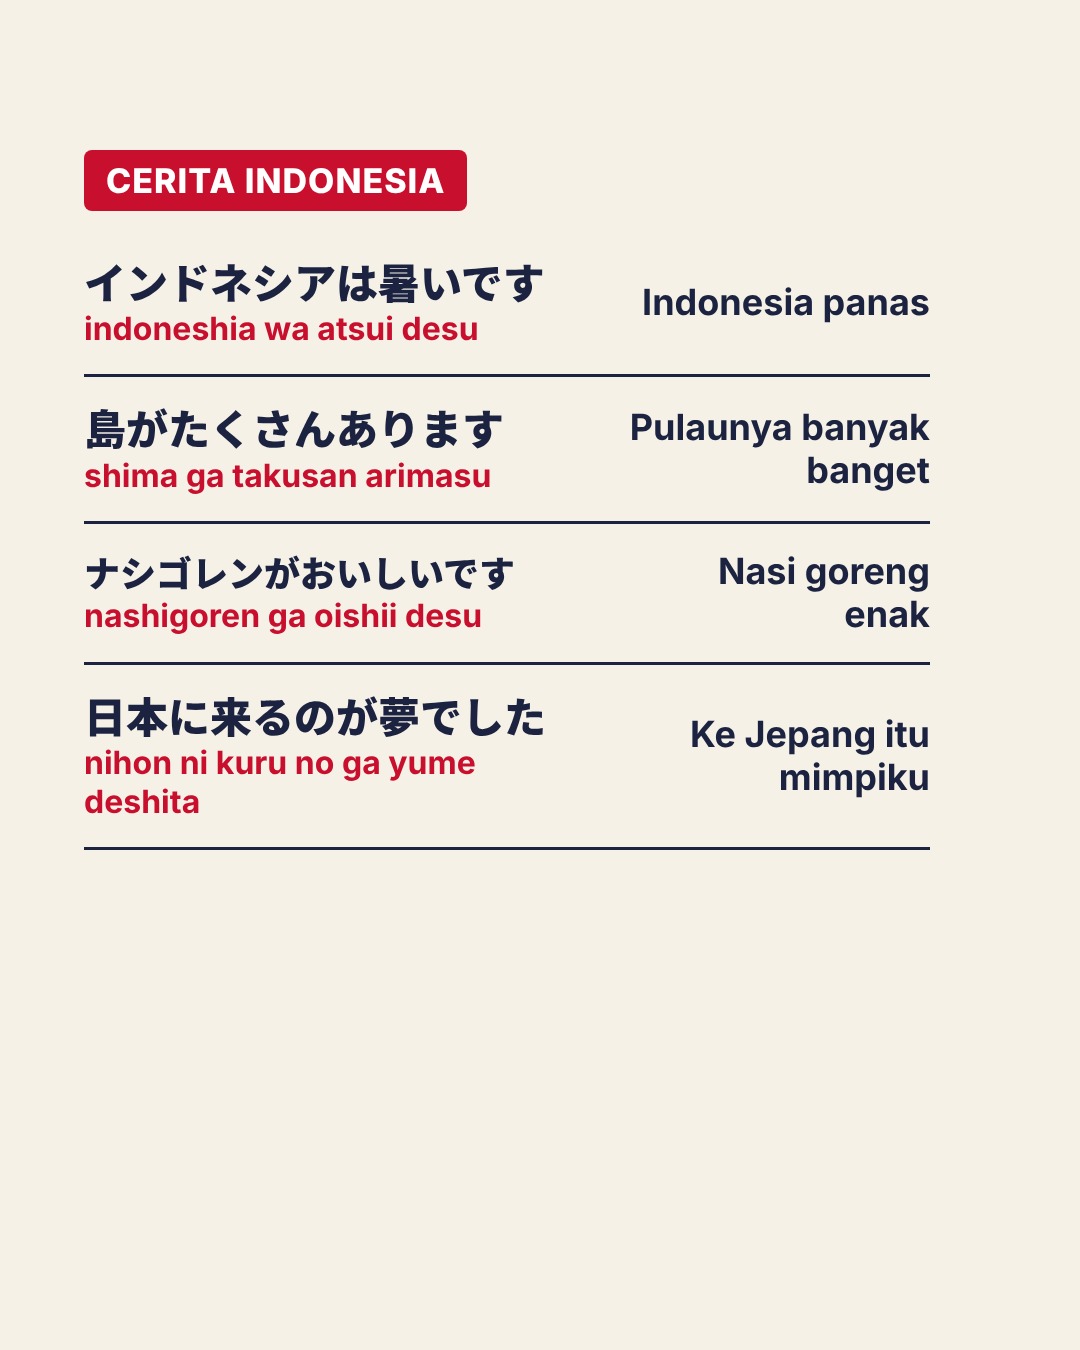 CERITA INDONESIA
インドネシアは暑いです
indoneshia wa atsui desu
Indonesia panas
島がたくさんあります
shima ga takusan arimasu
Pulaunya banyak
banget
ナシゴレンがおいしいです
nashigoren ga oishii desu
Nasi goreng
enak
日本に来るのが夢でした
nihon ni kuru no ga yume
deshita
Ke Jepang itu
mimpiku